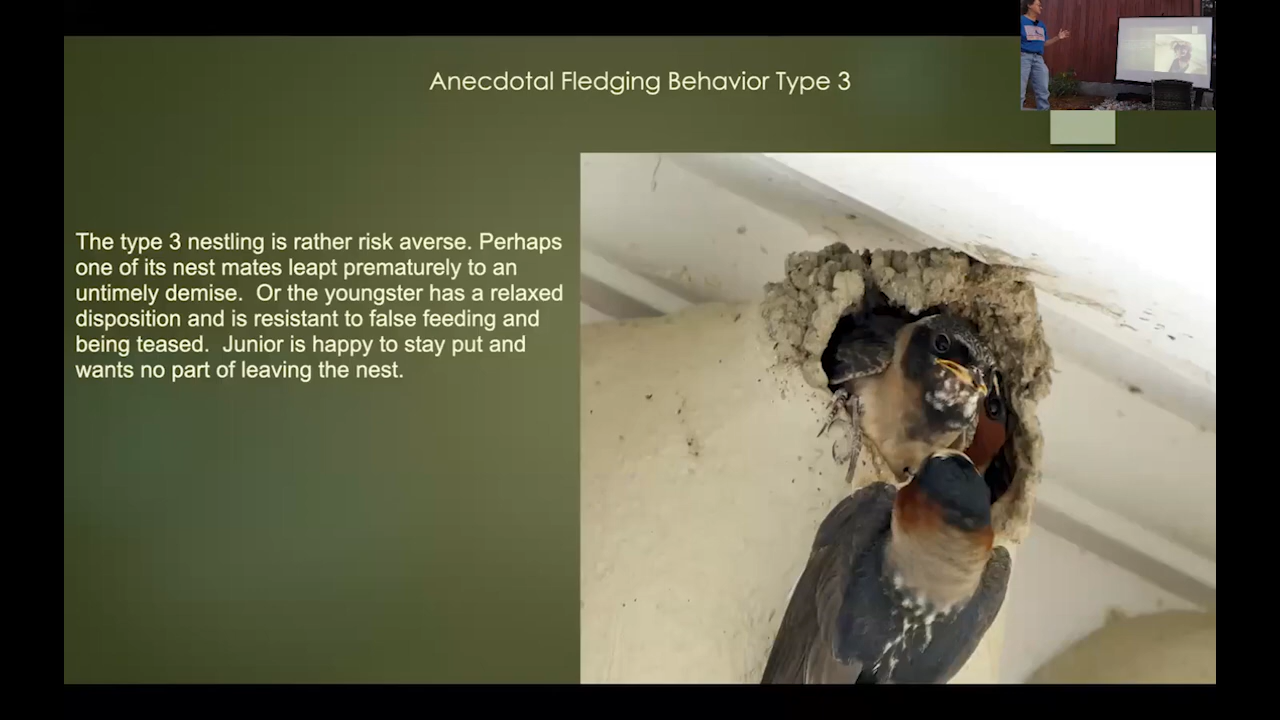 Anecdotal Fledging Behavior Type 3
The type 3 nestling is rather risk averse. Perhaps
one of its nest mates leapt prematurely to an
untimely demise.  Or the youngster has a relaxed
disposition and is resistant to false feeding and
being teased.  Junior is happy to stay put and
wants no part of leaving the nest.